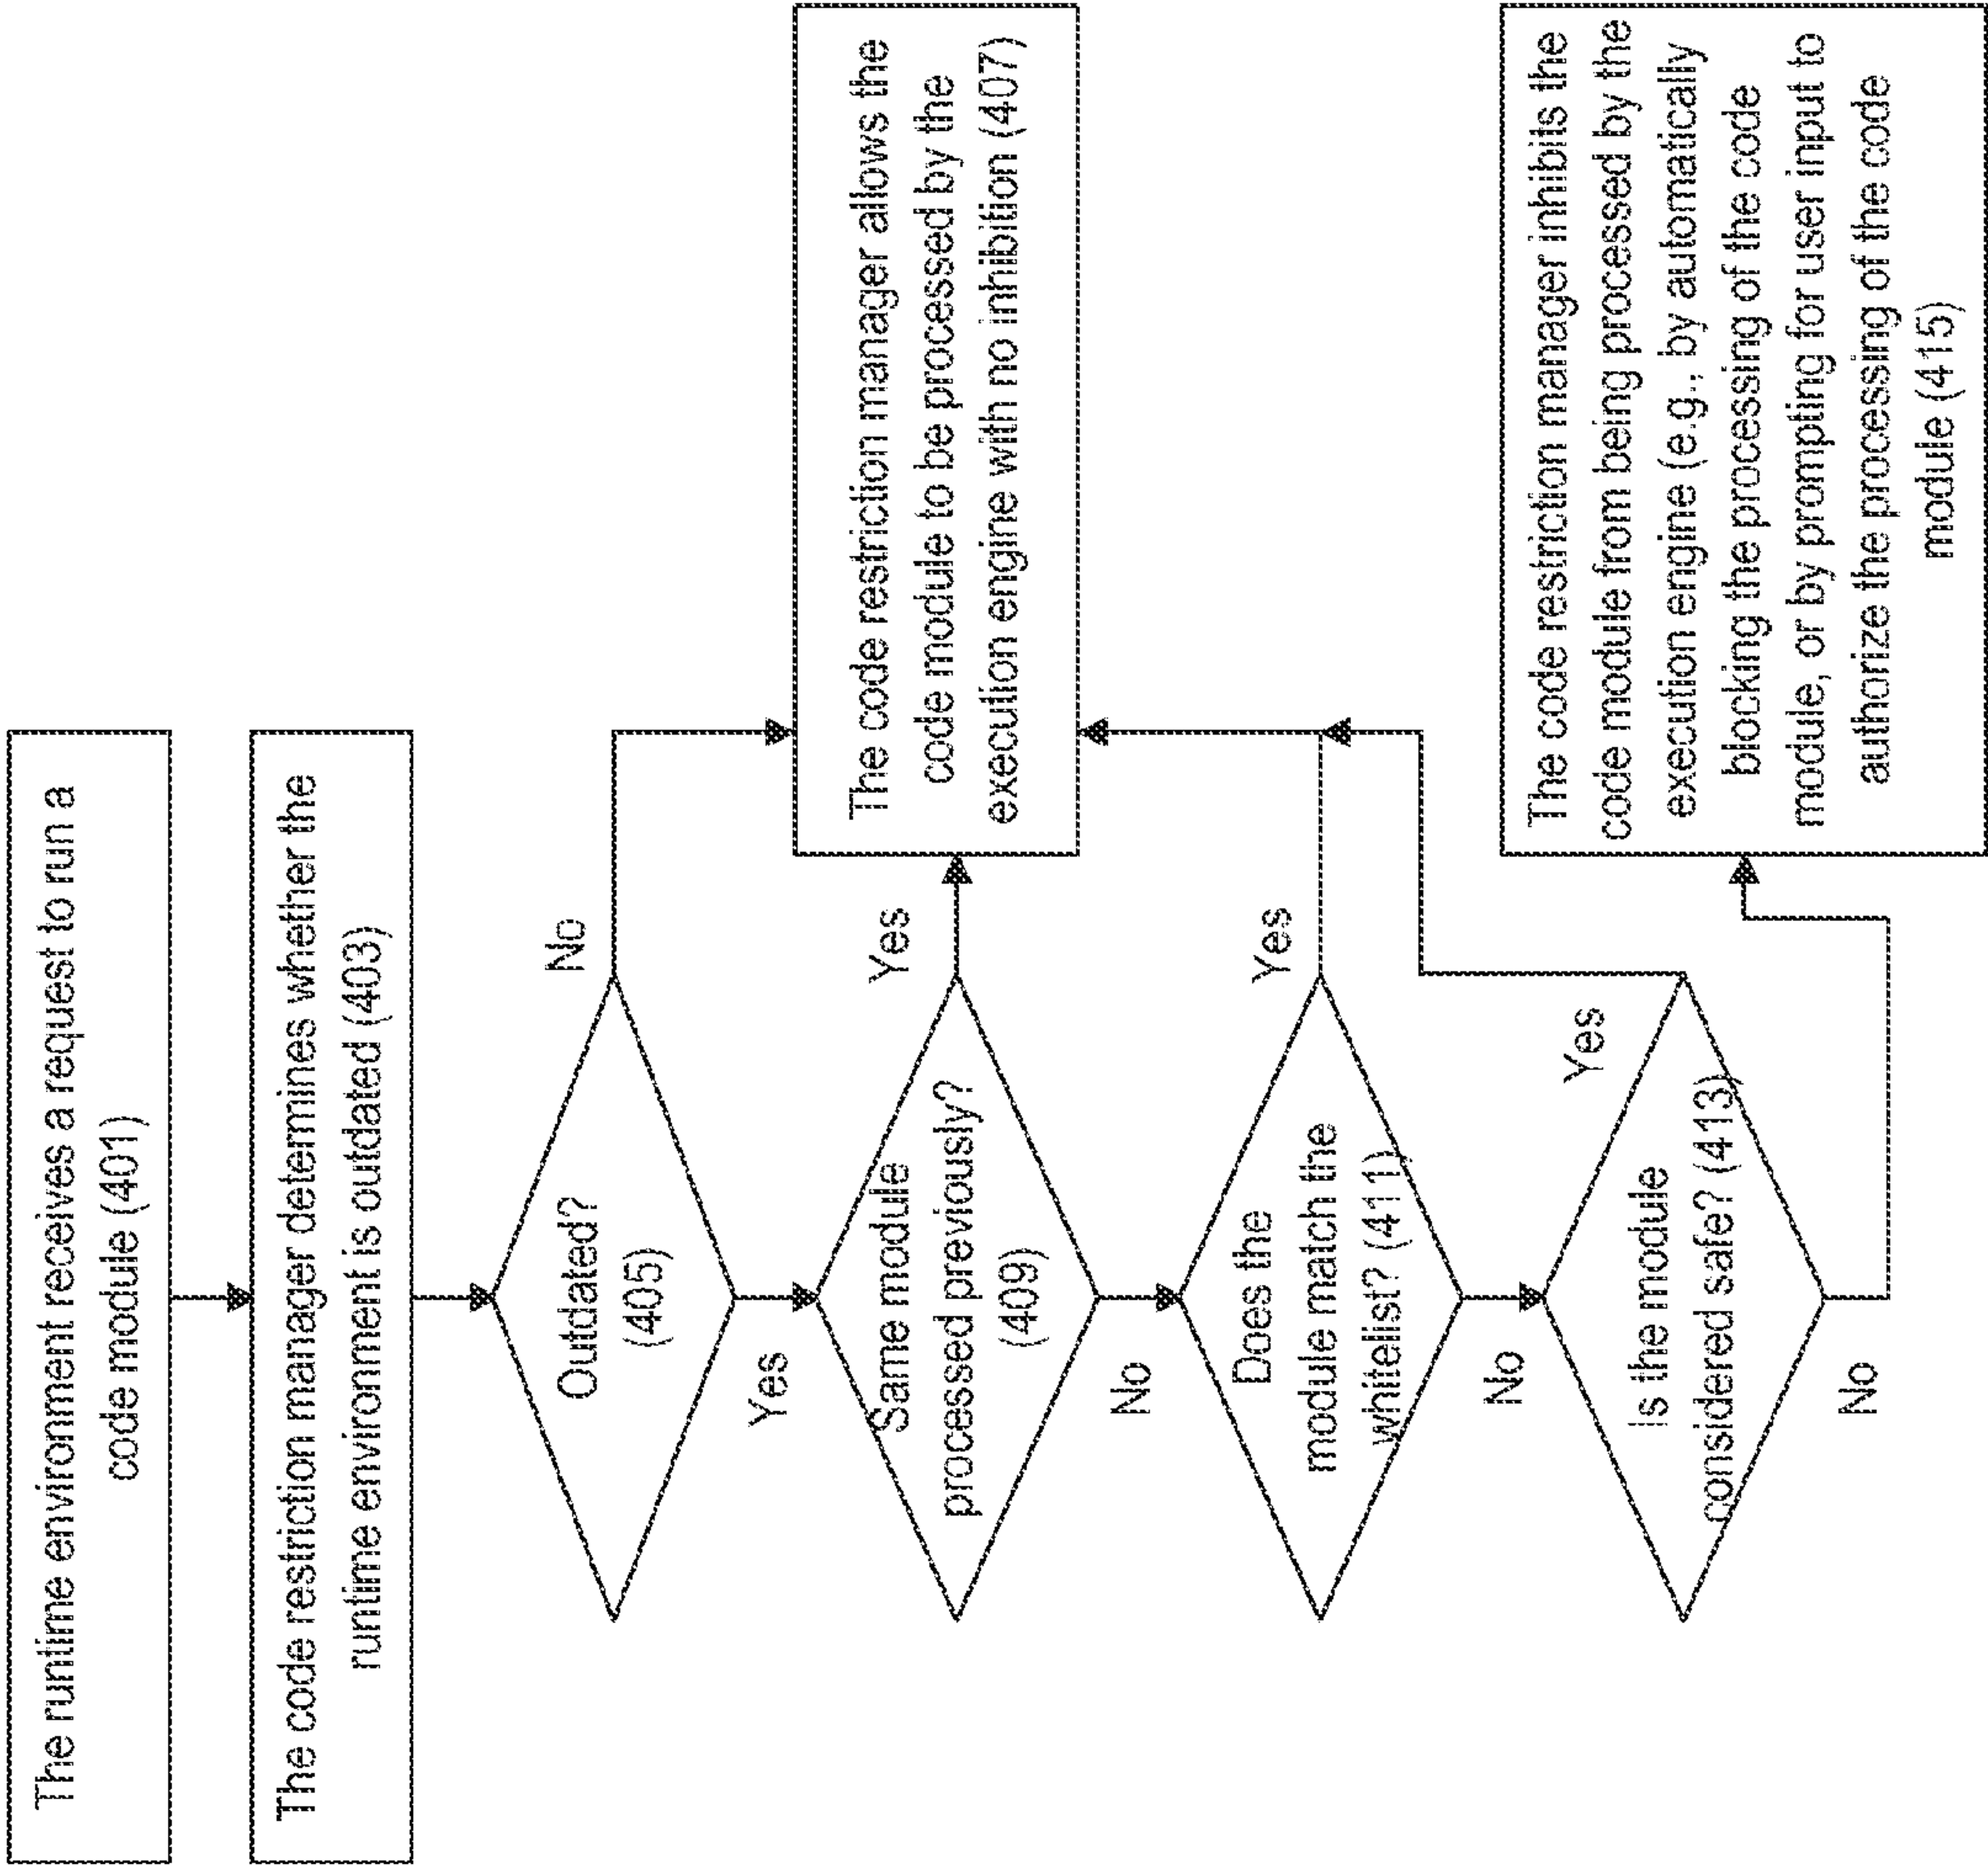 The runtime environment receives a request to run a
code module (401)
The code restriction manager determines whether the
runtime environment is outdated (403)
Outdated?
(405)
No
Yes
The code restriction manager allows the
code module to be processed by the
execution engine with no inhibition (407)
Same module
processed previously?
(409)
Yes
No
Does the
module match the
whitelist? (411)
Yes
No
Is the module
considered safe? (413)
Yes
No
The code restriction manager inhibits the
code module from being processed by the
execution engine (e.g., by automatically
blocking the processing of the code
module, or by prompting for user input to
authorize the processing of the code
module (415)